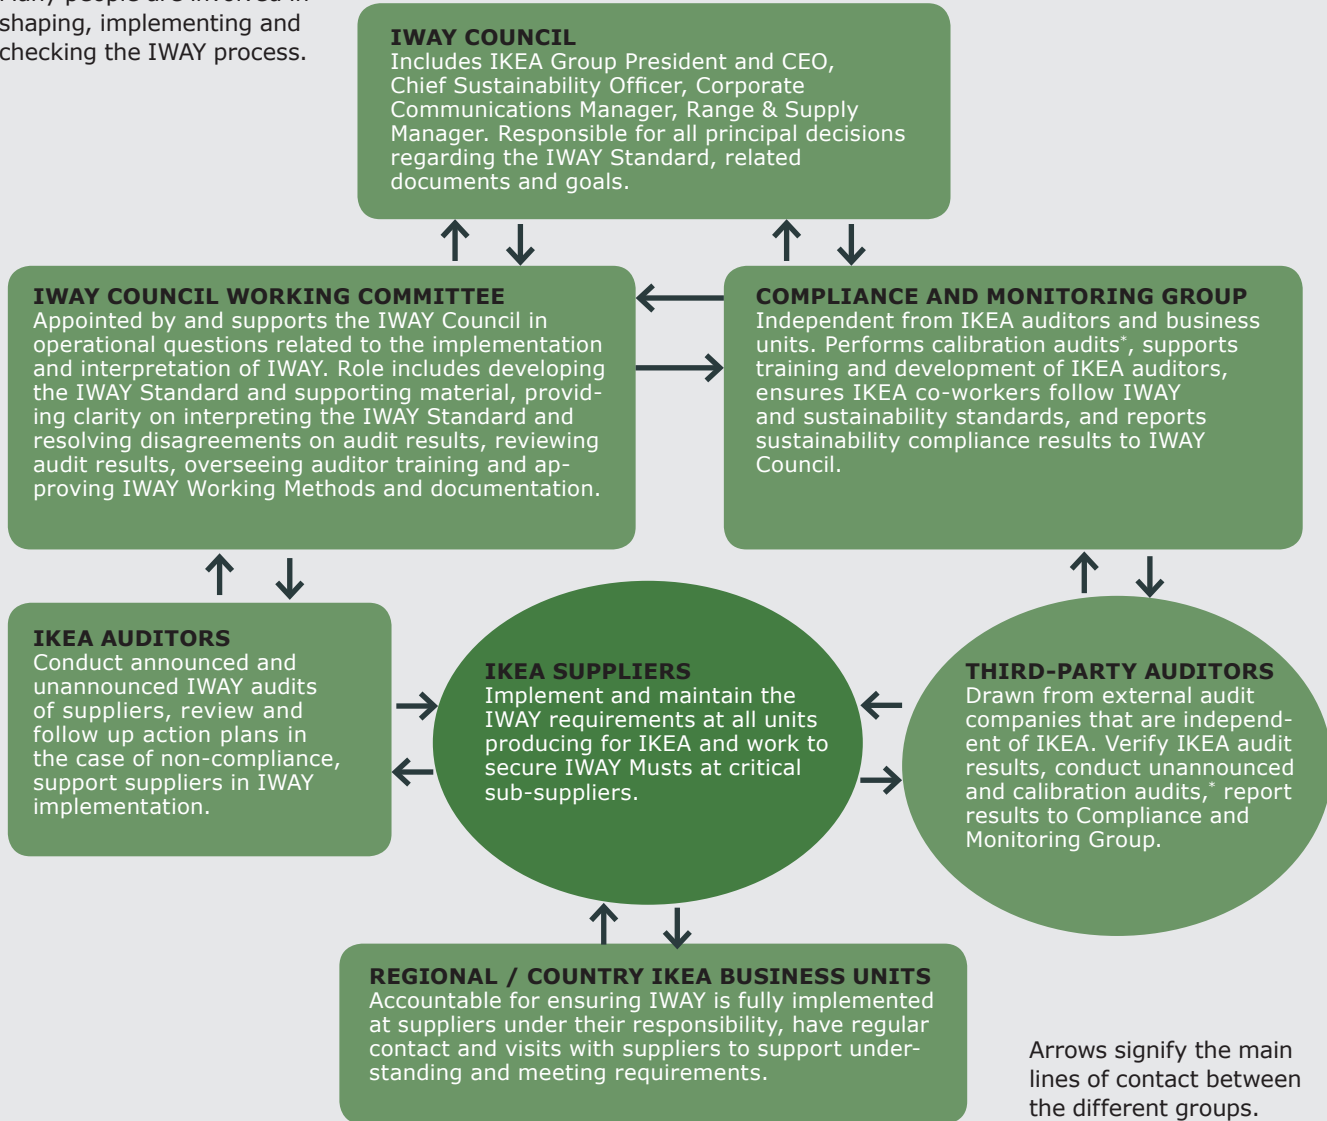 shaping, implementing and
checking the IWAY process.
IWAY COUNCIL
Includes IKEA Group President and CEO,
Chief Sustainability Officer, Corporate
Communications Manager, Range & Supply
Manager. Responsible for all principal decisions
regarding the IWAY Standard, related
documents and goals.
IWAY COUNCIL WORKING COMMITTEE
Appointed by and supports the IWAY Council in
operational questions related to the implementation
and interpretation of IWAY. Role includes developing
the IWAY Standard and supporting material, provid-
ing clarity on interpreting the IWAY Standard and
resolving disagreements on audit results, reviewing
audit results, overseeing auditor training and ap-
proving IWAY Working Methods and documentation.
COMPLIANCE AND MONITORING GROUP
Independent from IKEA auditors and business
units. Performs calibration audits*, supports
training and development of IKEA auditors,
ensures IKEA co-workers follow IWAY
and sustainability standards, and reports
sustainability compliance results to IWAY
Council.
IKEA AUDITORS
Conduct announced and
unannounced IWAY audits
of suppliers, review and
follow up action plans in
the case of non-compliance,
support suppliers in IWAY
implementation.
IKEA SUPPLIERS
Implement and maintain the
IWAY requirements at all units
producing for IKEA and work to
secure IWAY Musts at critical
sub-suppliers.
THIRD-PARTY AUDITORS
Drawn from external audit
companies that are independ-
ent of IKEA. Verify IKEA audit
results, conduct unannounced
and calibration audits,* report
results to Compliance and
Monitoring Group.
REGIONAL / COUNTRY IKEA BUSINESS UNITS
Accountable for ensuring IWAY is fully implemented
at suppliers under their responsibility, have regular
contact and visits with suppliers to support under-
standing and meeting requirements.
Arrows signify the main
lines of contact between
the different groups.